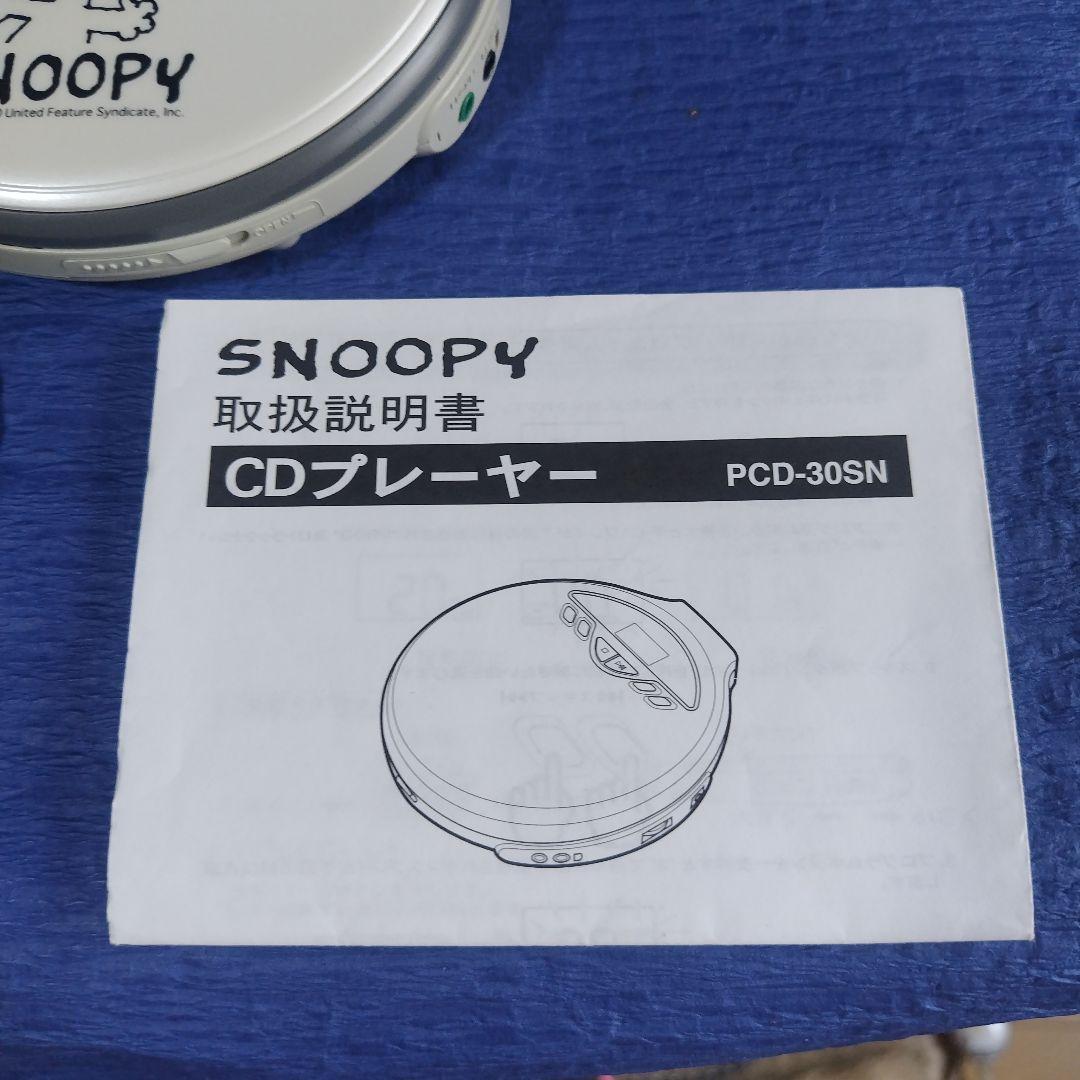 NOOPY
United Feature Syndicate, Inc.
OPEN
SNOOPY
取扱説明書
CDプレーヤー PCD-30SN